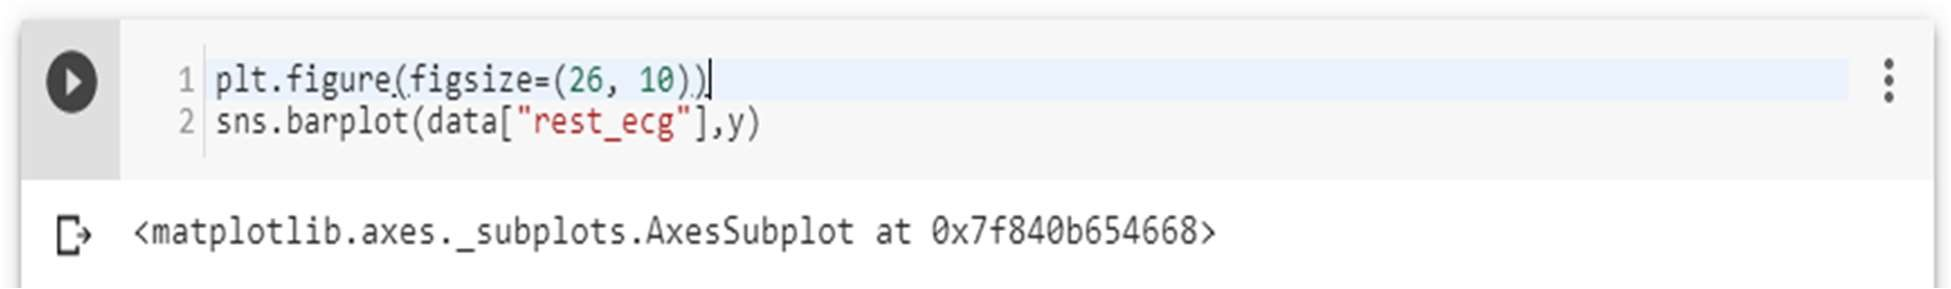 1 plt.figure(figsize=(26, 10))
2 sns.barplot(data["rest_ecg"],y)
<matplotlib.axes._subplots.AxesSubplot at 0x7f840b654668>